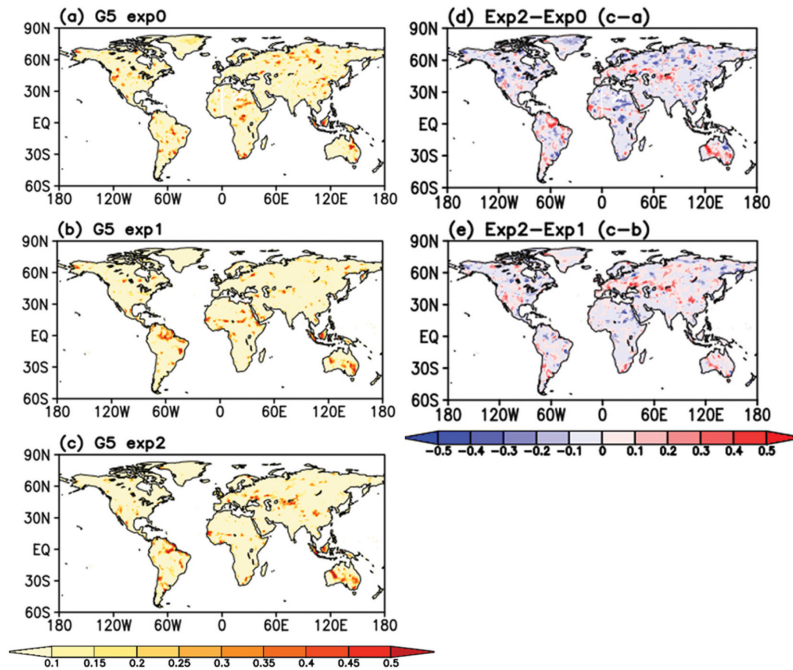 (a) G5 exp0
90N
60N
30N
EQ
30S
60S
180 120W 60W 0 60E 120E 180
(d) Exp2-Exp0 (c-a)
90N
60N
30N
EQ
30S
60S
180 120W 60W 0 60E 120E 180
(b) G5 exp1
90N
60N
30N
EQ
30S
60S
180 120W 60W 0 60E 120E 180
(e) Exp2-Exp1 (c-b)
90N
60N
30N
EQ
30S
60S
180 120W 60W 0 60E 120E 180
-0.5 -0.4 -0.3 -0.2 -0.1 0 0.1 0.2 0.3 0.4 0.5
(c) G5 exp2
90N
60N
30N
EQ
30S
60S
180 120W 60W 0 60E 120E 180
0.1 0.15 0.2 0.25 0.3 0.35 0.4 0.45 0.5